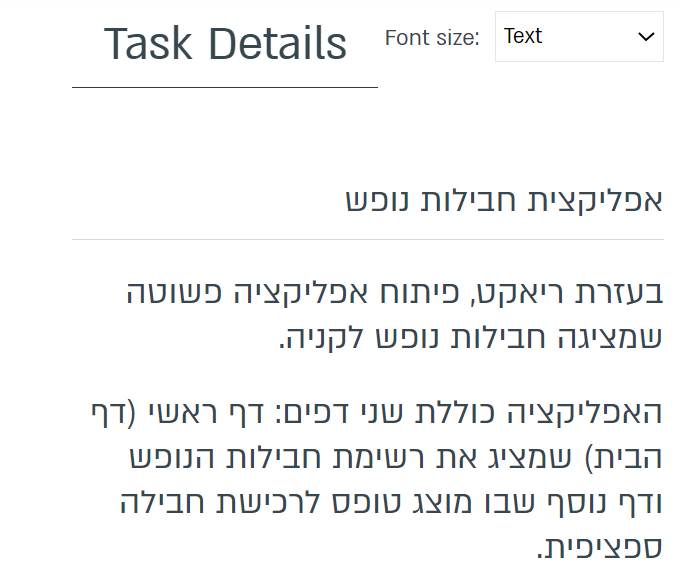 Task Details
Font size:
Text
אפליקצית חבילות נופש
בעזרת ריאקט, פיתוח אפליקציה פשוטה
שמציגה חבילות נופש לקניה.
האפליקציה כוללת שני דפים: דף ראשי (דף
הבית) שמציג את רשימת חבילות הנופש
ודף נוסף שבו מוצג טופס לרכישת חבילה
ספציפית.